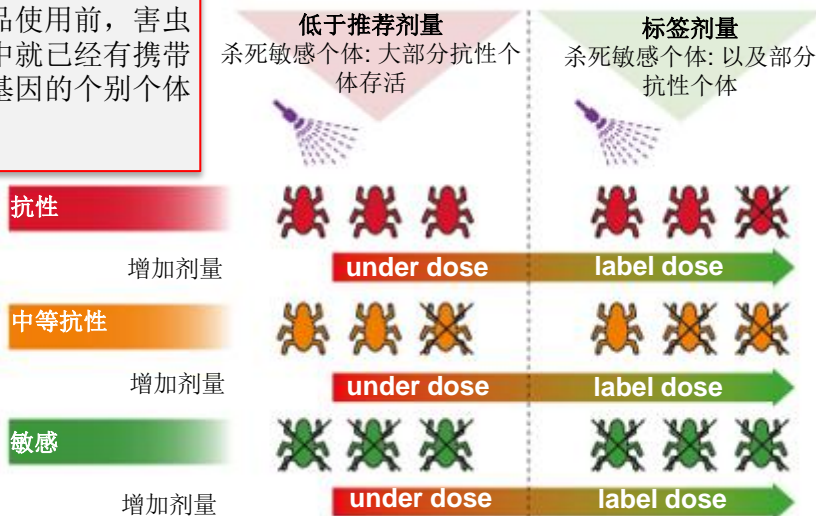 品使用前，害虫
中就已经有携带
基因的个别个体
低于推荐剂量
杀死敏感个体: 大部分抗性个
体存活
标签剂量
杀死敏感个体: 以及部分
抗性个体
抗性
增加剂量
under dose
label dose
中等抗性
增加剂量
under dose
label dose
敏感
增加剂量
under dose
label dose